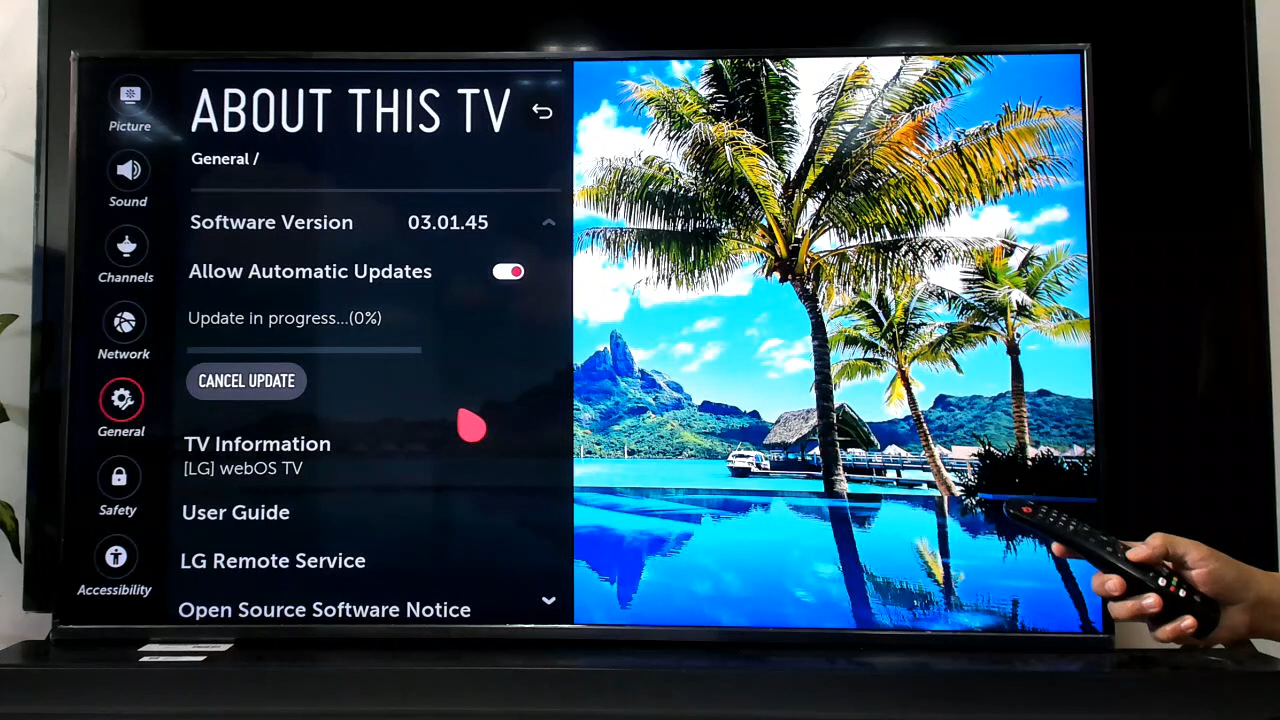 Picture
Sound
Channels
Network
General
Safety
Accessibility
ABOUT THIS TV
General /
Software Version 03.01.45
Allow Automatic Updates
Update in progress...(0%)
CANCEL UPDATE
TV Information
[LG] webOS TV
User Guide
LG Remote Service
Open Source Software Notice